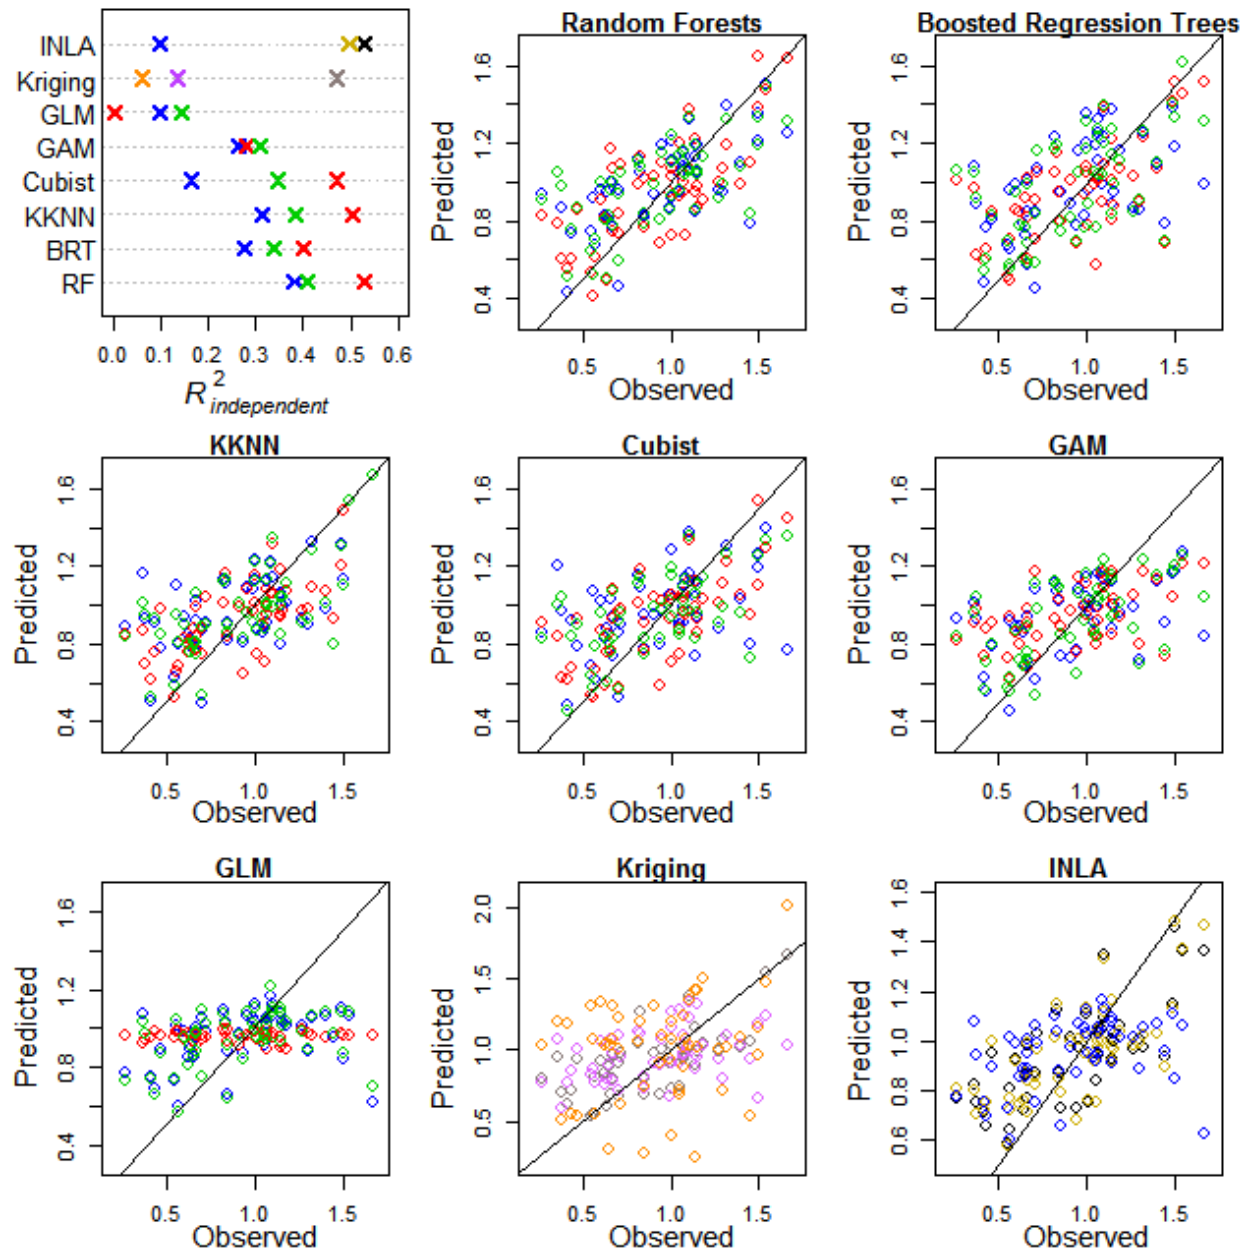 INLA
Kriging
GLM
GAM
Cubist
KKNN
BRT
RF
0.0 0.1 0.2 0.3 0.4 0.5 0.6
R²independent
Random Forests
Predicted
0.4 0.8 1.2 1.6
0.5 1.0 1.5
Observed
Boosted Regression Trees
Predicted
0.4 0.8 1.2 1.6
0.5 1.0 1.5
Observed
KKNN
Predicted
0.4 0.8 1.2 1.6
0.5 1.0 1.5
Observed
Cubist
Predicted
0.4 0.8 1.2 1.6
0.5 1.0 1.5
Observed
GAM
Predicted
0.4 0.8 1.2 1.6
0.5 1.0 1.5
Observed
GLM
Predicted
0.4 0.8 1.2 1.6
0.5 1.0 1.5
Observed
Kriging
Predicted
0.5 1.0 1.5 2.0
0.5 1.0 1.5
Observed
INLA
Predicted
0.6 0.8 1.0 1.2 1.4 1.6
0.5 1.0 1.5
Observed